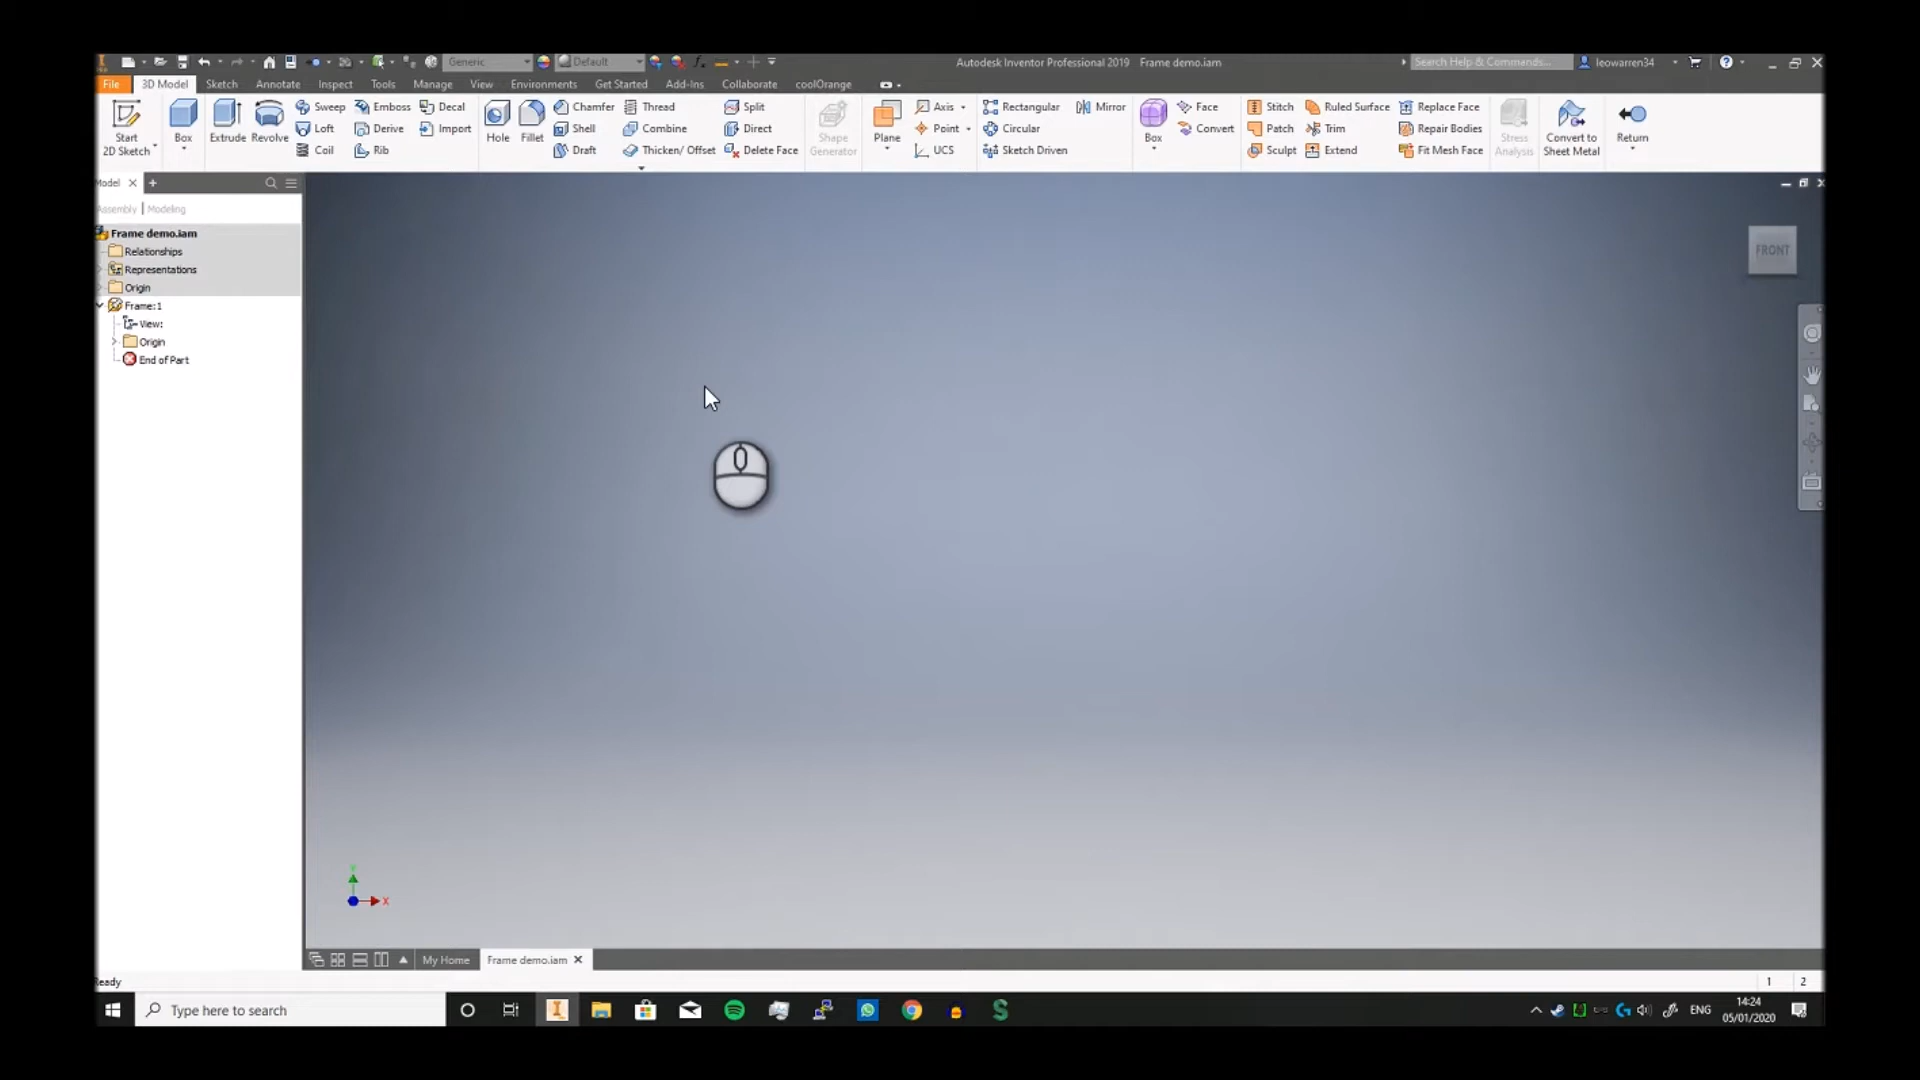 Generic
Default
Autodesk Inventor Professional 2019 Frame demo.iam
Search Help & Commands...
leowarren34
File 3D Model Sketch Annotate Inspect Tools Manage View Environments Get Started Add-Ins Collaborate coolOrange
Start
2D Sketch
Box
Extrude
Revolve
Sweep
Loft
Coil
Emboss
Derive
Rib
Decal
Import
Hole
Fillet
Chamfer
Shell
Draft
Thread
Combine
Thicken/ Offset
Split
Direct
Delete Face
Shape
Generator
Plane
Axis
Point
UCS
Rectangular
Circular
Sketch Driven
Mirror
Box
Face
Convert
Stitch
Patch
Sculpt
Ruled Surface
Trim
Extend
Replace Face
Repair Bodies
Fit Mesh Face
Stress
Analysis
Convert to
Sheet Metal
Return
Model
Assembly | Modeling
Frame demo.iam
Relationships
Representations
Origin
Frame:1
View:
Origin
End of Part
FRONT
Y
X
My Home
Frame demo.iam
Ready
1 2
Type here to search
ENG
14:24
05/01/2020